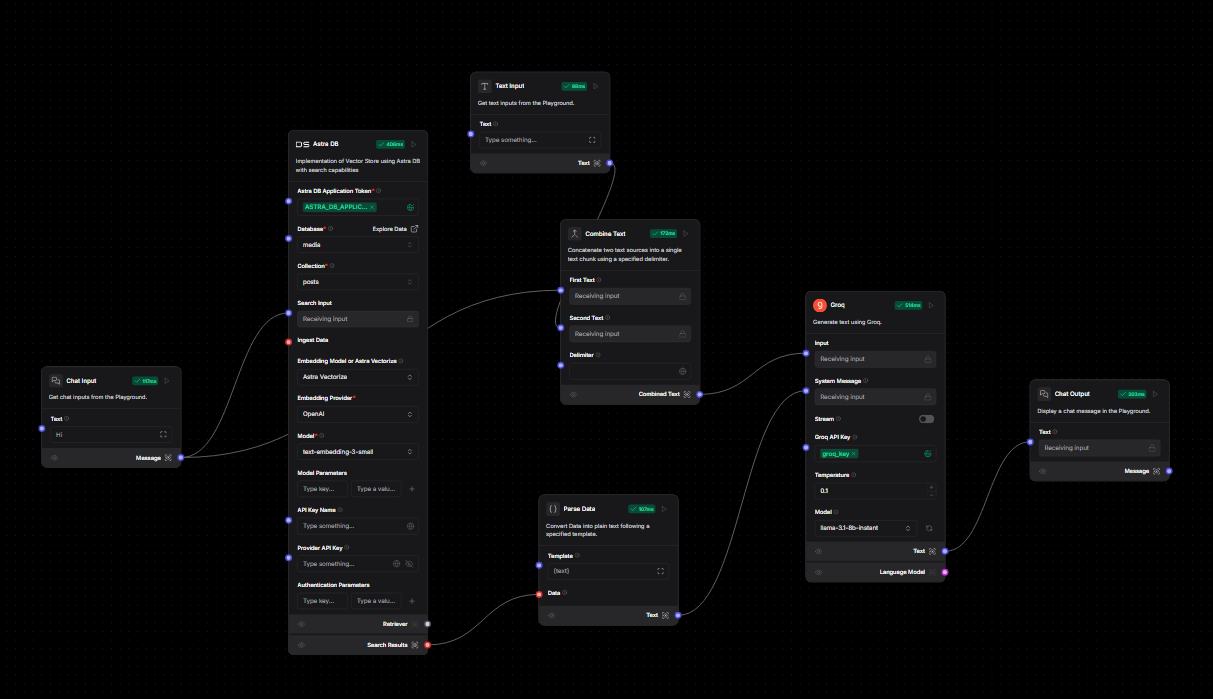 Text Input
88ms
Get text inputs from the Playground.
Text
Type something...
Text
DS Astra DB
406ms
Implementation of Vector Store using Astra DB
with search capabilities
Astra DB Application Token*
ASTRA_DB_APPLIC... ×
Database*
Explore Data
media
Collection*
posts
Search Input
Receiving input
Ingest Data
Embedding Model or Astra Vectorize
Astra Vectorize
Embedding Provider*
OpenAI
Model*
text-embedding-3-small
Model Parameters
Type key...
Type a valu...
API Key Name
Type something...
Provider API Key
Type something...
Authentication Parameters
Type key...
Type a valu...
Retriever
Search Results
Chat Input
Get chat inputs from the Playground.
Text
Hi
Message
Combine Text
173ms
Concatenate two text sources into a single
text chunk using a specified delimiter.
First Text
Receiving input
Second Text
Receiving input
Delimiter
Combined Text
Parse Data
107ms
Convert Data into plain text following a
specified template.
Template
{text}
Data
Text
Groq
514ms
Generate text using Groq.
Input
Receiving input
System Message
Receiving input
Stream
Groq API Key
groq_key ×
Temperature
0.1
Model
llama-3.1-8b-instant
Text
Language Model
Chat Output
303ms
Display a chat message in the Playground.
Text
Receiving input
Message